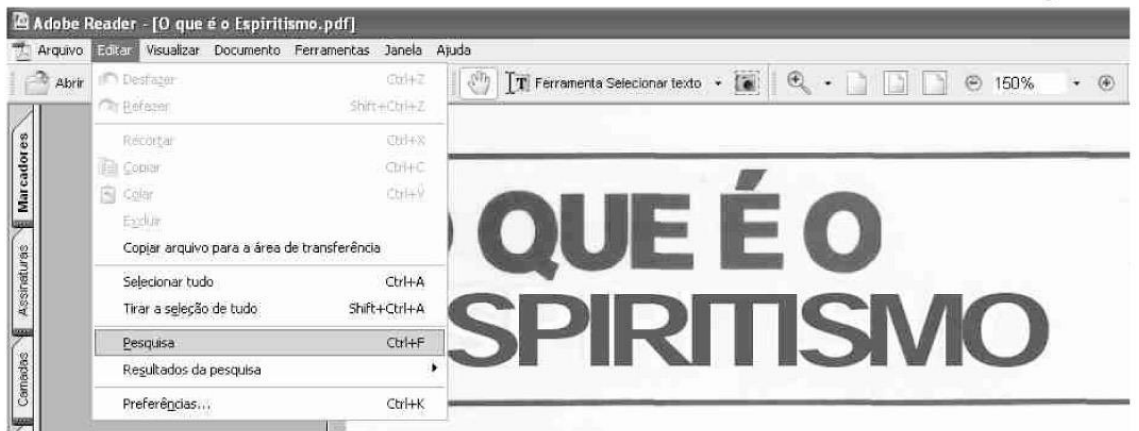 Adobe Reader - [O que é o Espiritismo.pdf]
Arquivo Editar Visualizar Documento Ferramentas Janela Ajuda
Abrir
Ferramenta Selecionar texto
150%
Desfazer Ctrl+Z
Refazer Shift+Ctrl+Z
Recortar Ctrl+X
Copiar Ctrl+C
Colar Ctrl+V
Excluir
Copiar arquivo para a área de transferência
Selecionar tudo Ctrl+A
Tirar a seleção de tudo Shift+Ctrl+A
Pesquisa Ctrl+F
Resultados da pesquisa
Preferências... Ctrl+K
Marcadores
Assinaturas
Camadas
QUE É O
SPIRITISMO